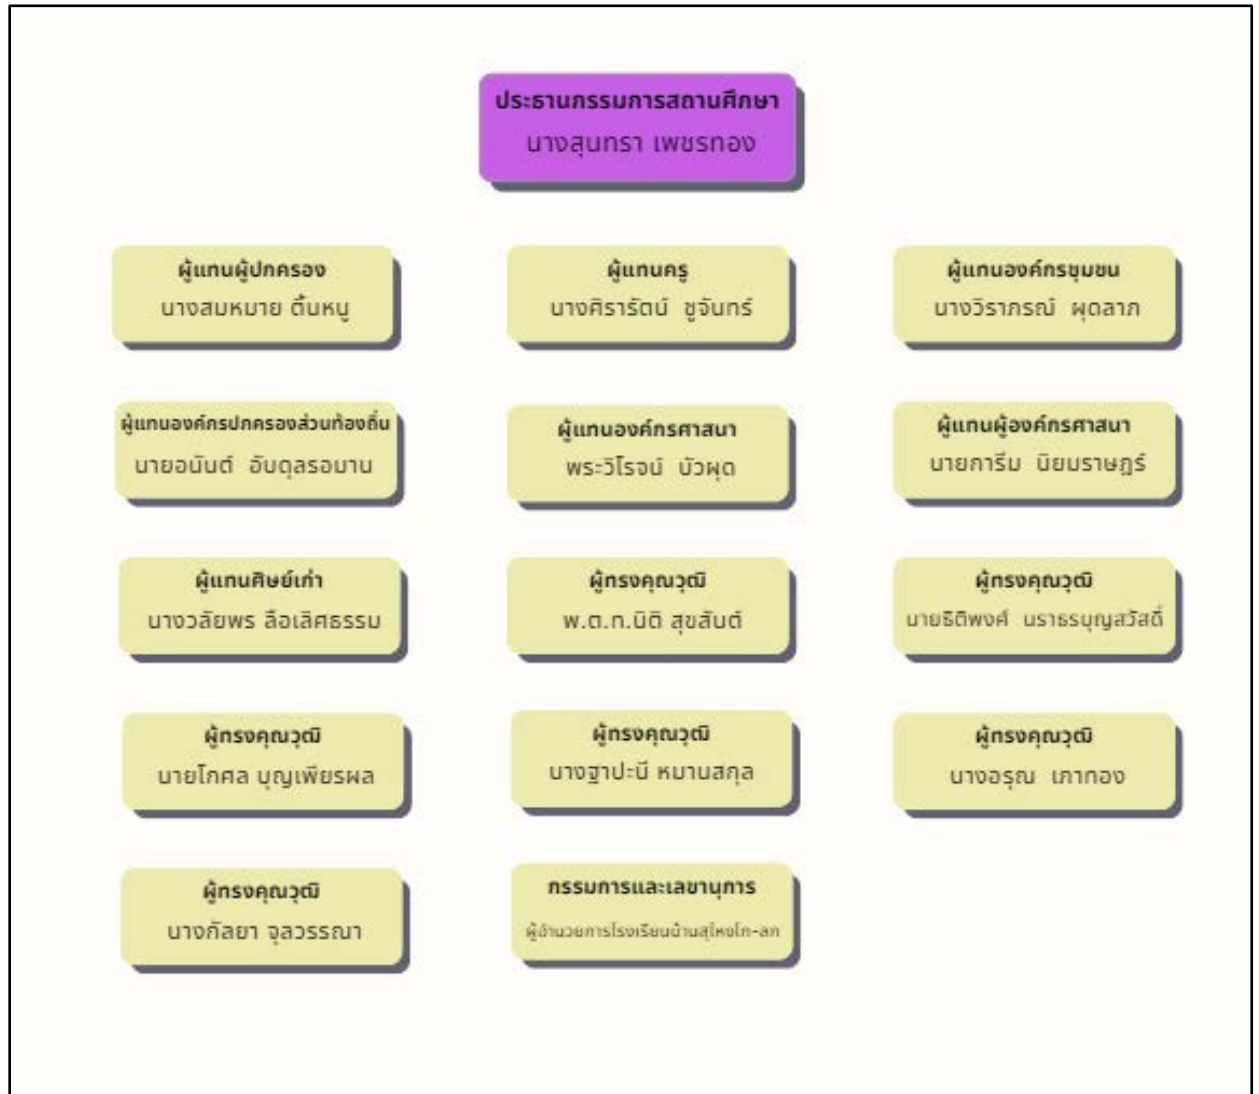 ประธานกรรมการสถานศึกษา
นางสุนทรา เพชรทอง
ผู้แทนผู้ปกครอง
นางสมหมาย ตื้นหนู
ผู้แทนครู
นางศิรารัตน์ ชูจันทร์
ผู้แทนองค์กรชุมชน
นางวิราภรณ์ ผุดลาภ
ผู้แทนองค์กรปกครองส่วนท้องถิ่น
นายอนันต์ อับดุลรอมาน
ผู้แทนองค์กรศาสนา
พระวิโรจน์ บัวผุด
ผู้แทนผู้องค์กรศาสนา
นายการีม นิยมราษฎร์
ผู้แทนศิษย์เก่า
นางวลัยพร ลือเลิศธรรม
ผู้ทรงคุณวุฒิ
พ.ต.ท.นิติ สุขสันต์
ผู้ทรงคุณวุฒิ
นายธิติพงศ์ นราธรบุญสวัสดิ์
ผู้ทรงคุณวุฒิ
นายโกศล บุญเพียรผล
ผู้ทรงคุณวุฒิ
นางฐาปะนี หมานสกุล
ผู้ทรงคุณวุฒิ
นางอรุณ เภาทอง
ผู้ทรงคุณวุฒิ
นางกัลยา จุลวรรณา
กรรมการและเลขานุการ
ผู้อำนวยการโรงเรียนบ้านสุไหงโก-ลก